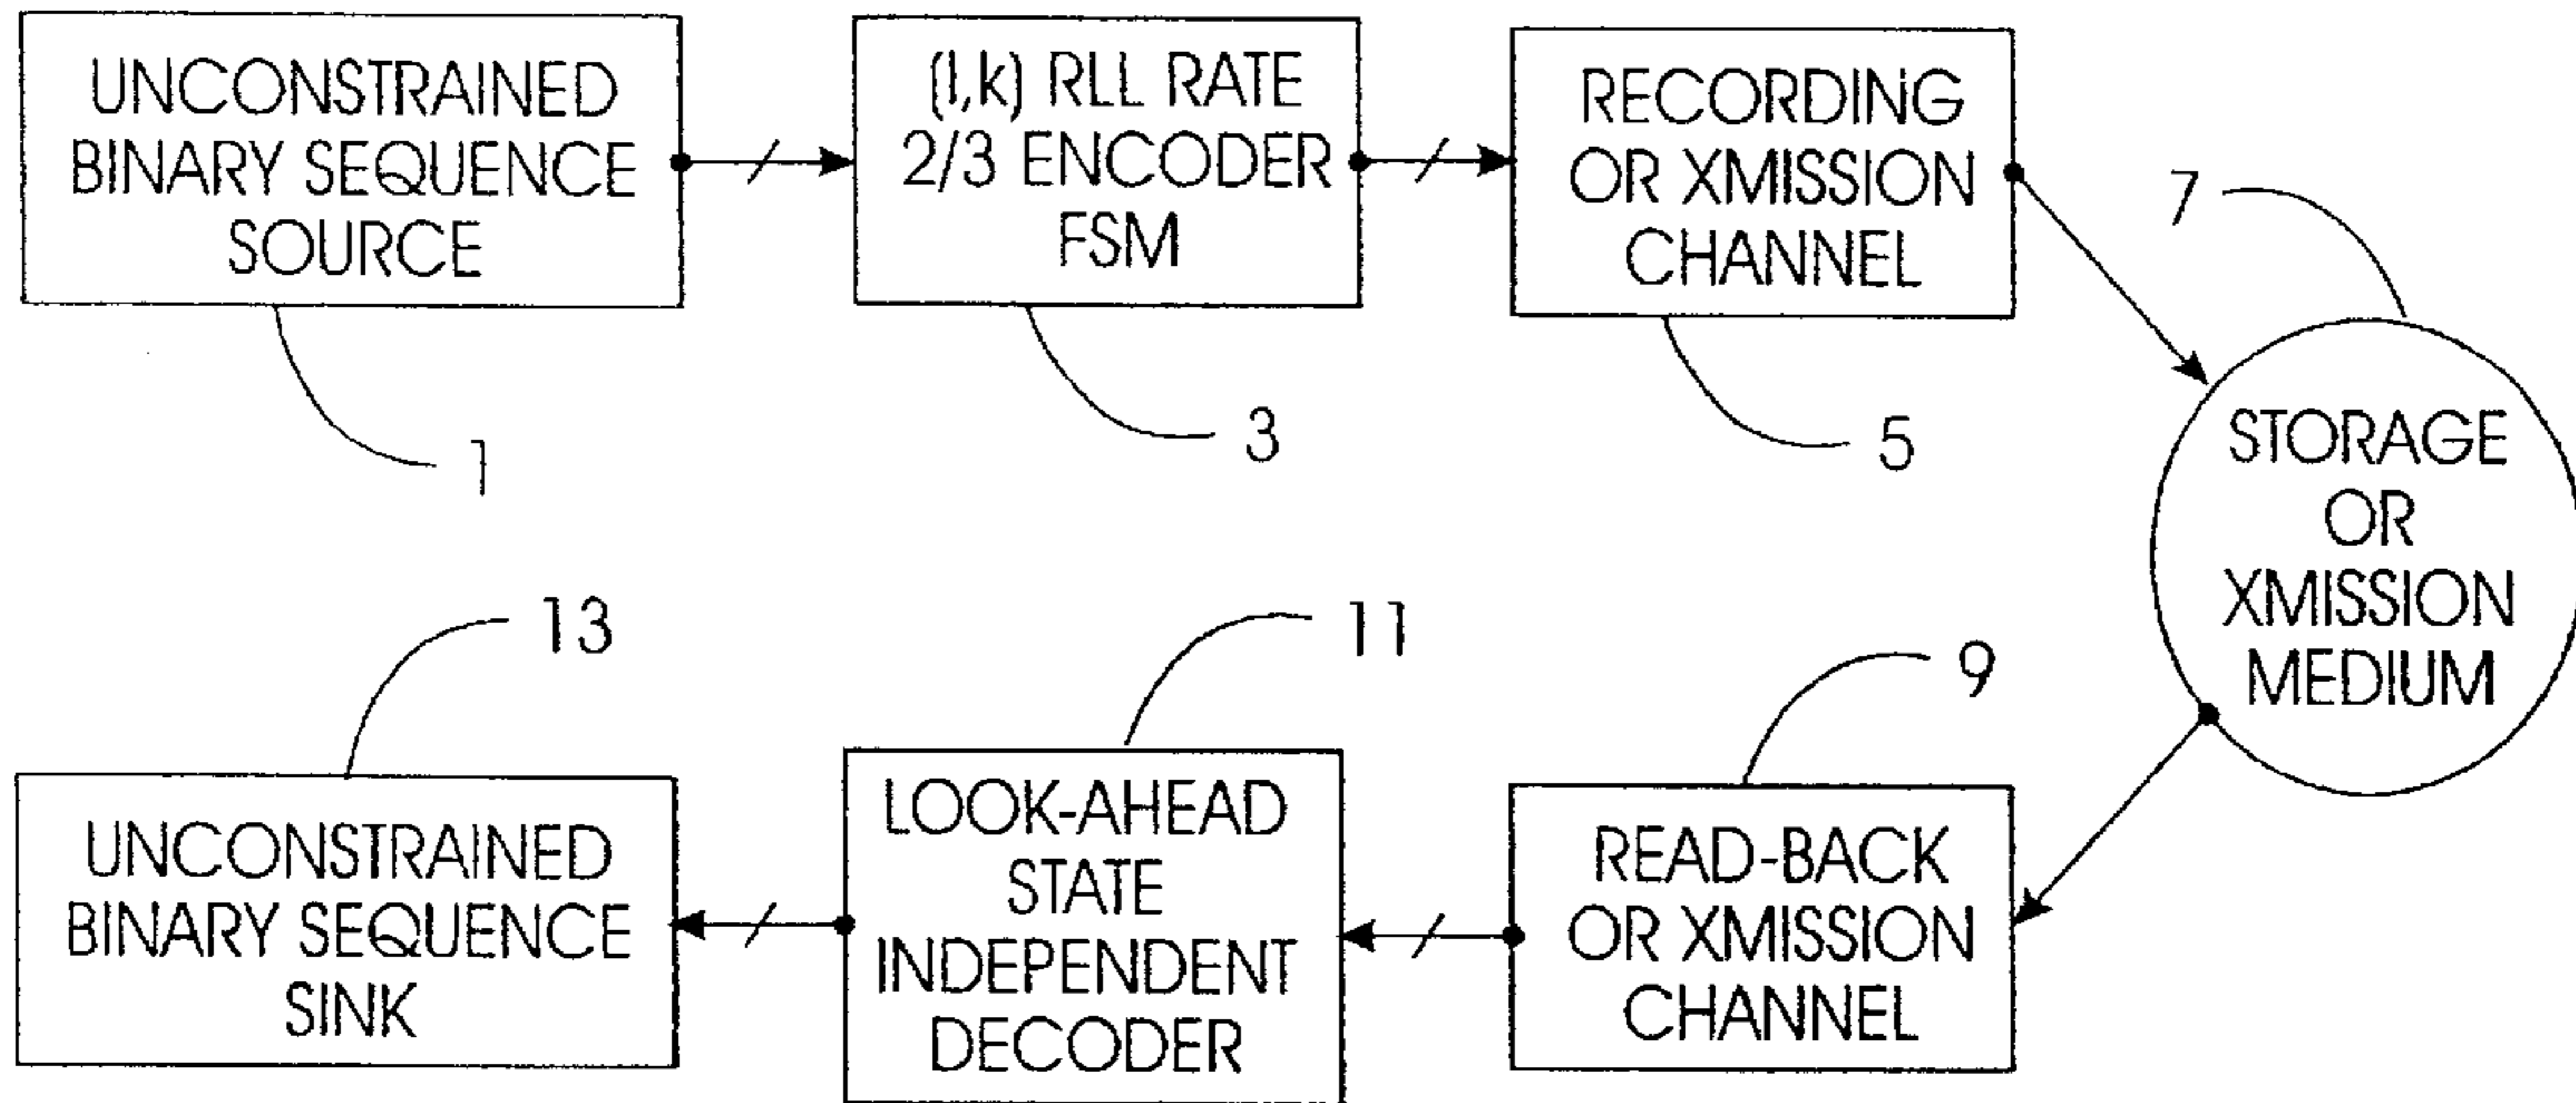 UNCONSTRAINED
BINARY SEQUENCE
SOURCE
(1,k) RLL RATE
2/3 ENCODER
FSM
RECORDING
OR XMISSION
CHANNEL
1
3
5
7
STORAGE
OR
XMISSION
MEDIUM
13
11
9
UNCONSTRAINED
BINARY SEQUENCE
SINK
LOOK-AHEAD
STATE
INDEPENDENT
DECODER
READ-BACK
OR XMISSION
CHANNEL